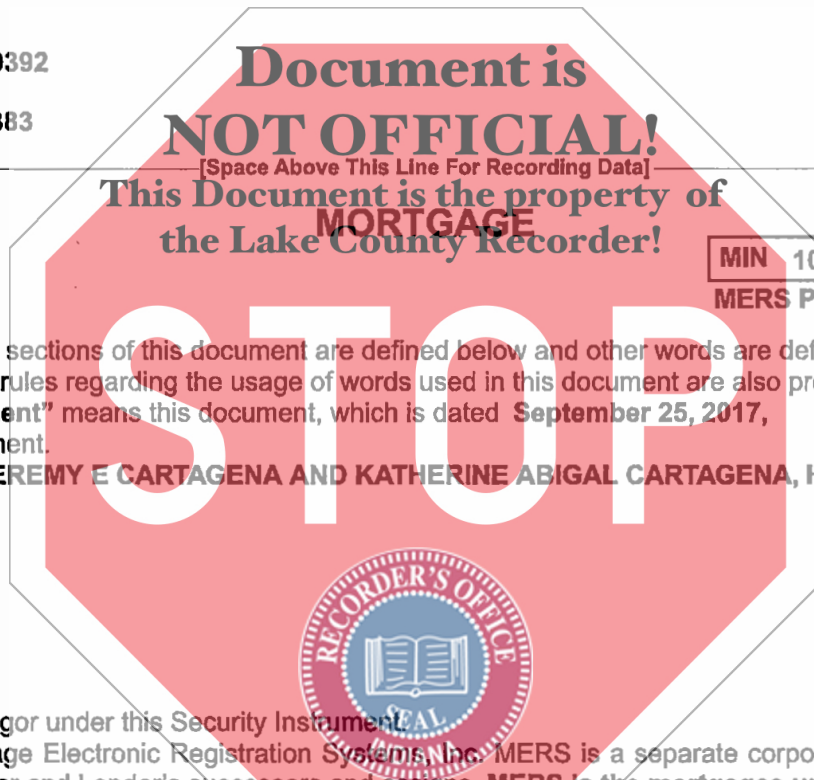 0392
Document is
383
NOT OFFICIAL!
[Space Above This Line For Recording Data]
This Document is the property of
MORTGAGE
the Lake County Recorder!
MIN 10
MERS P
STOP
sections of this document are defined below and other words are def
rules regarding the usage of words used in this document are also pr
ent" means this document, which is dated September 25, 2017,
ment.
EREMY E CARTAGENA AND KATHERINE ABIGAL CARTAGENA, H
RECORDER'S OFFICE
SEAL
INDIANA
gor under this Security Instrument.
ge Electronic Registration Systems, Inc. MERS is a separate corpo